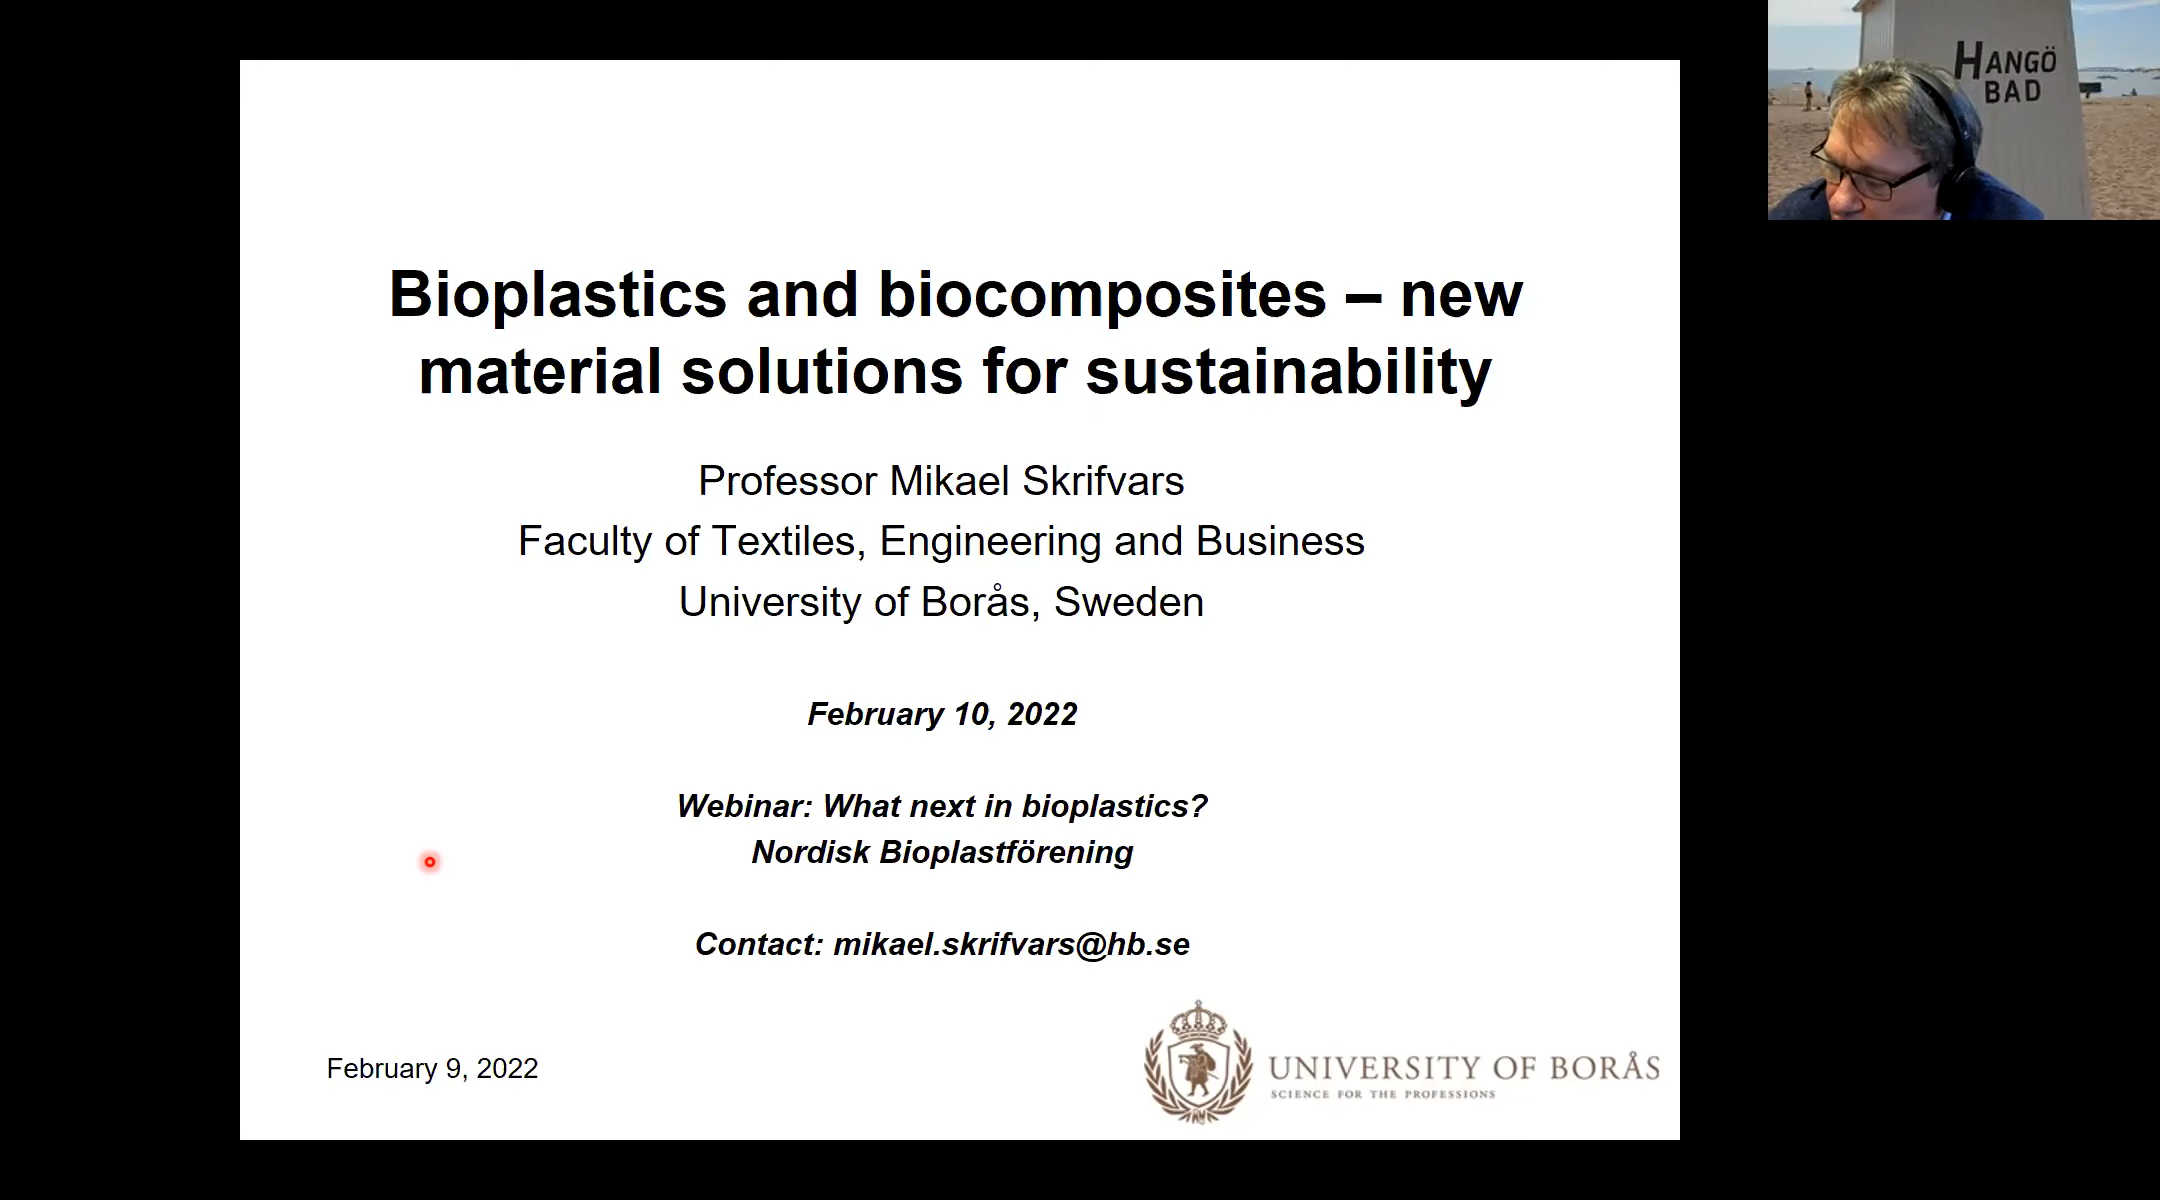 Bioplastics and biocomposites – new
material solutions for sustainability
Professor Mikael Skrifvars
Faculty of Textiles, Engineering and Business
University of Borås, Sweden
February 10, 2022
Webinar: What next in bioplastics?
Nordisk Bioplastförening
Contact: mikael.skrifvars@hb.se
February 9, 2022
UNIVERSITY OF BORÅS
SCIENCE FOR THE PROFESSIONS
HANGÖ
BAD